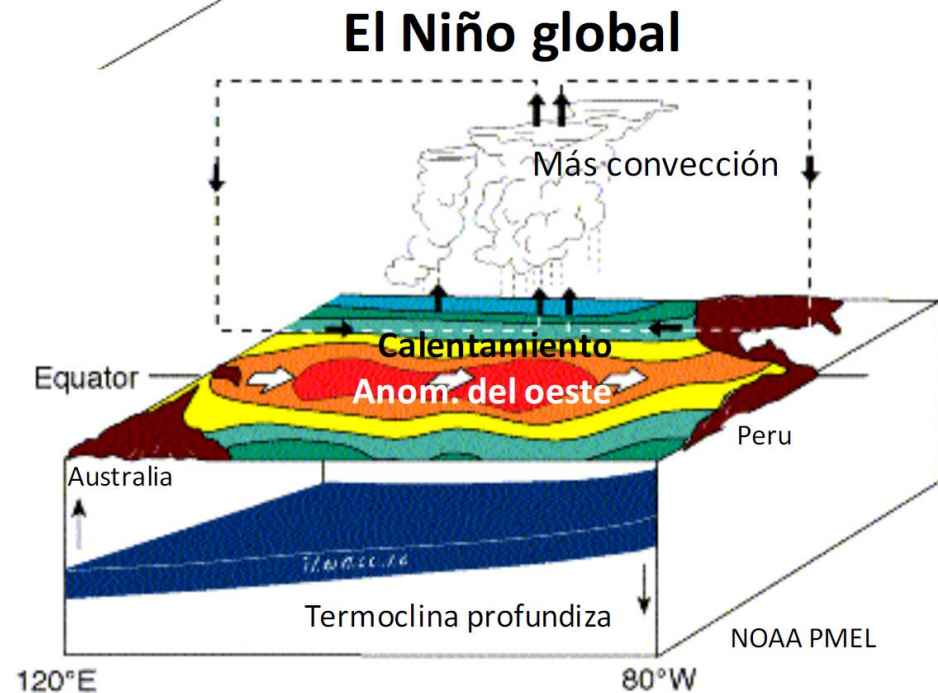 El Niño global
Más convección
Calentamiento
Equator
Anom. del oeste
Peru
Australia
Termoclina profundiza
NOAA PMEL
120°E
80°W